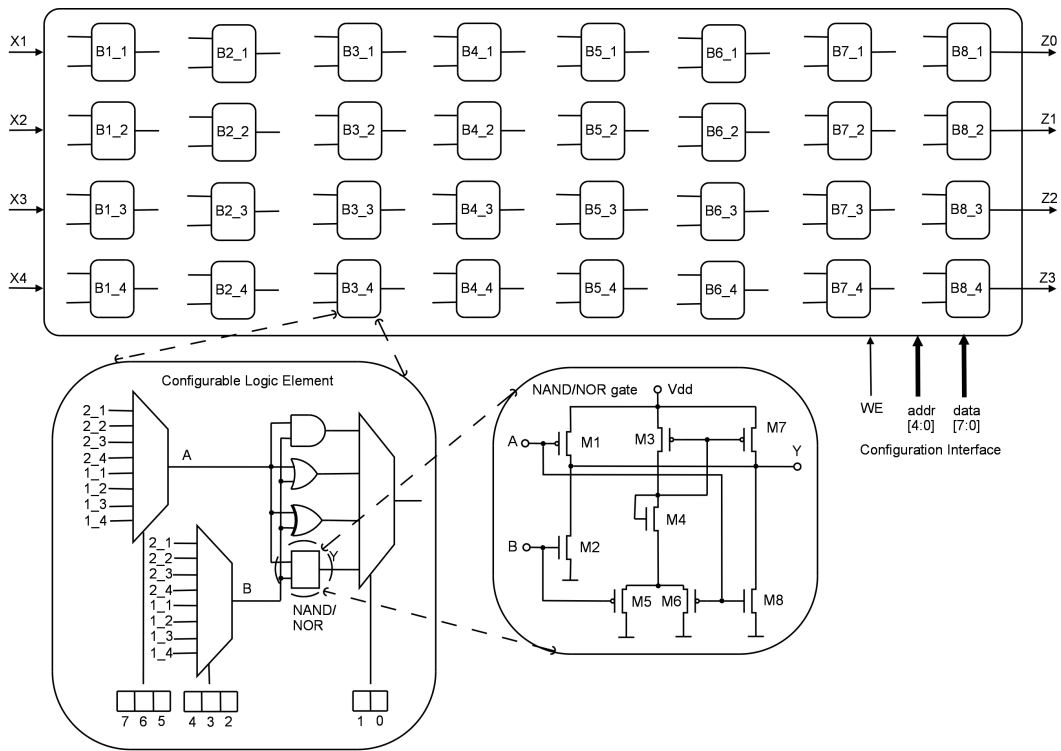 X1 B1_1 B2_1 B3_1 B4_1 B5_1 B6_1 B7_1 B8_1 Z0
X2 B1_2 B2_2 B3_2 B4_2 B5_2 B6_2 B7_2 B8_2 Z1
X3 B1_3 B2_3 B3_3 B4_3 B5_3 B6_3 B7_3 B8_3 Z2
X4 B1_4 B2_4 B3_4 B4_4 B5_4 B6_4 B7_4 B8_4 Z3
WE addr data
[4:0] [7:0]
Configuration Interface
Configurable Logic Element
2_1
2_2
2_3
2_4
1_1
1_2
1_3
1_4
A
2_1
2_2
2_3
2_4
1_1
1_2
1_3
1_4
B
Y
NAND/
NOR
7 6 5 4 3 2 1 0
NAND/NOR gate Vdd
A M1 M3 M7
Y
M4
B M2
M5 M6 M8